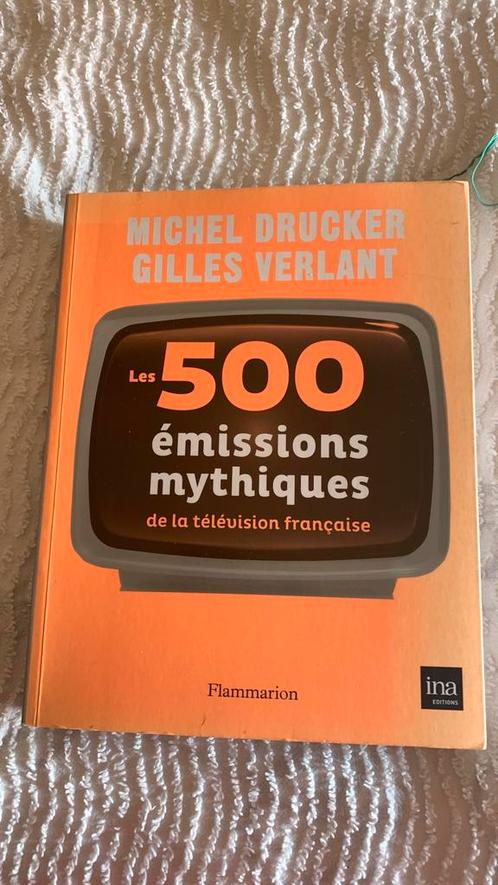 MICHEL DRUCKER
GILLES VERLANT
Les 500
émissions
mythiques
de la télévision française
Flammarion
ina
EDITIONS